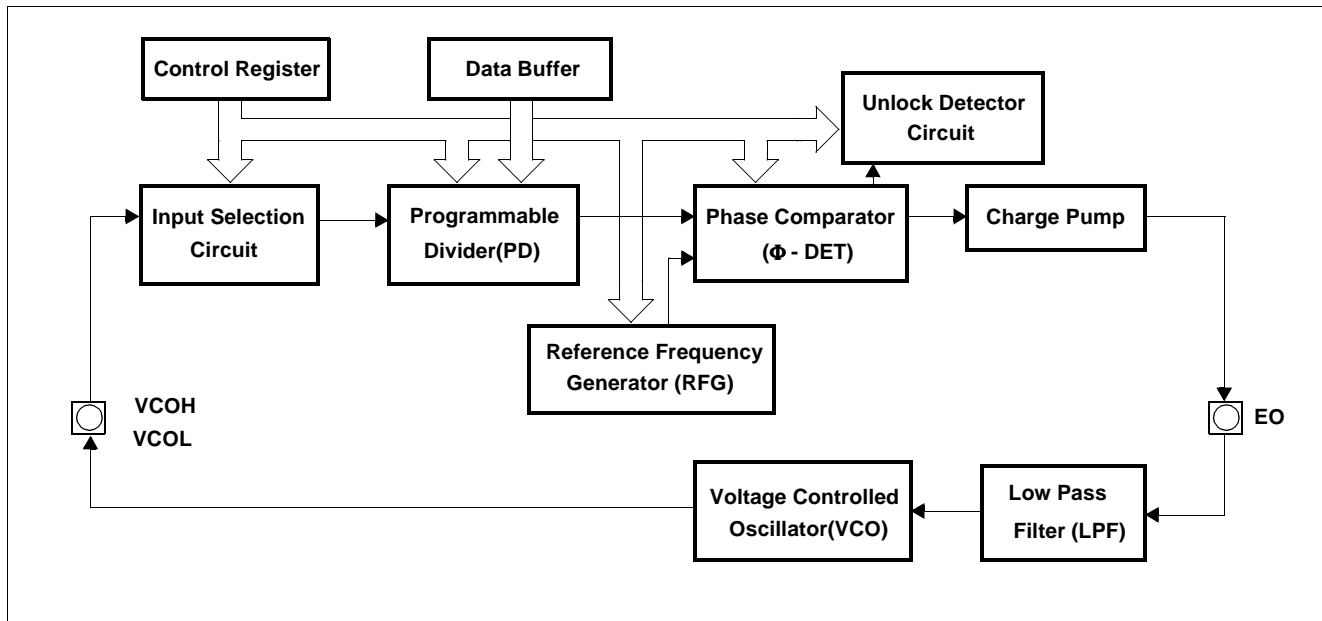 Control Register
Data Buffer
Unlock Detector
Circuit
Input Selection
Circuit
Programmable
Divider(PD)
Phase Comparator
(Φ - DET)
Charge Pump
Reference Frequency
Generator (RFG)
VCOH
VCOL
EO
Voltage Controlled
Oscillator(VCO)
Low Pass
Filter (LPF)